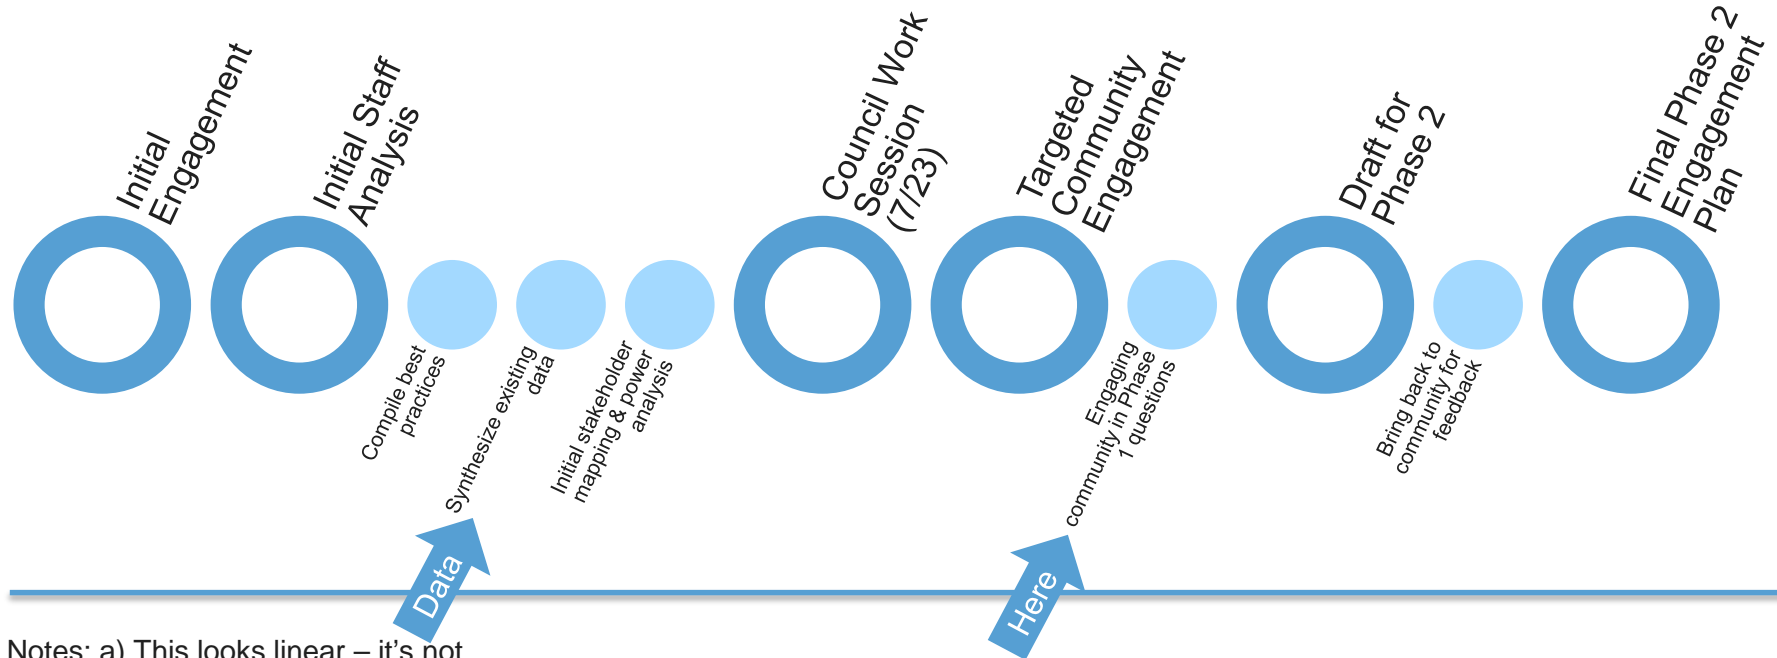 Initial
Engagement
Initial Staff
Analysis
Compile best
practices
Synthesize existing
data
Initial stakeholder
mapping & power
analysis
Council Work
Session
(7/23)
Targeted
Community
Engagement
Engaging
community in Phase
1 questions
Draft for
Phase 2
Bring back to
community for
feedback
Final Phase 2
Engagement
Plan
Data
Here
Notes: a) This looks linear – it's not